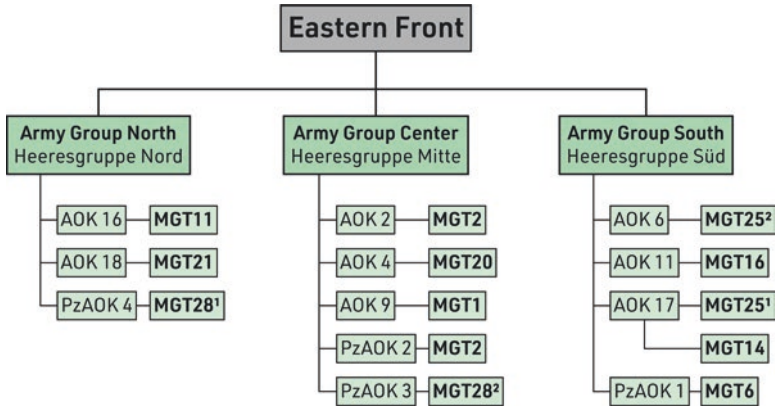 Eastern Front
Army Group North
Heeresgruppe Nord
AOK 16 MGT11
AOK 18 MGT21
PzAOK 4 MGT28¹
Army Group Center
Heeresgruppe Mitte
AOK 2 MGT2
AOK 4 MGT20
AOK 9 MGT1
PzAOK 2 MGT2
PzAOK 3 MGT28²
Army Group South
Heeresgruppe Süd
AOK 6 MGT25²
AOK 11 MGT16
AOK 17 MGT25¹
MGT14
PzAOK 1 MGT6